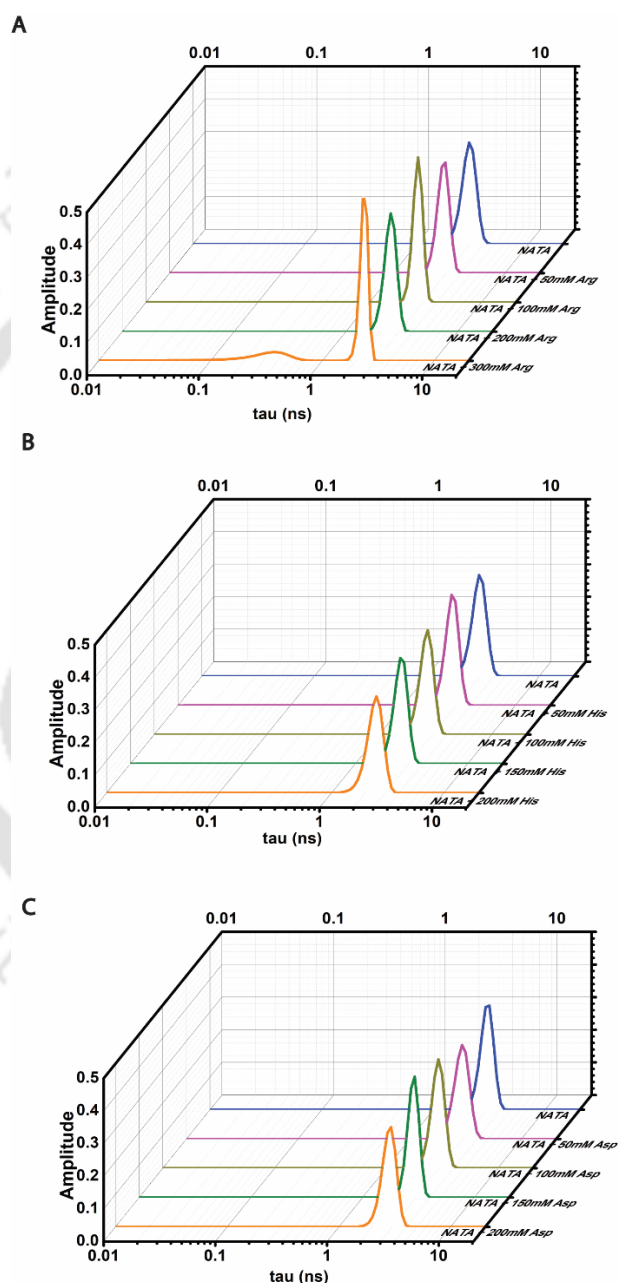 A
0.01 0.1 1 10
0.5
0.4
0.3
0.2
0.1
0.0
Amplitude
NATA
NATA + 50mM Arg
NATA + 100mM Arg
NATA + 200mM Arg
NATA + 300mM Arg
0.01 0.1 1 10
tau (ns)
B
0.01 0.1 1 10
0.5
0.4
0.3
0.2
0.1
0.0
Amplitude
NATA
NATA + 50mM His
NATA + 100mM His
NATA + 150mM His
NATA + 200mM His
0.01 0.1 1 10
tau (ns)
C
0.01 0.1 1 10
0.5
0.4
0.3
0.2
0.1
0.0
Amplitude
NATA
NATA + 50mM Asp
NATA + 100mM Asp
NATA + 150mM Asp
NATA + 200mM Asp
0.01 0.1 1 10
tau (ns)